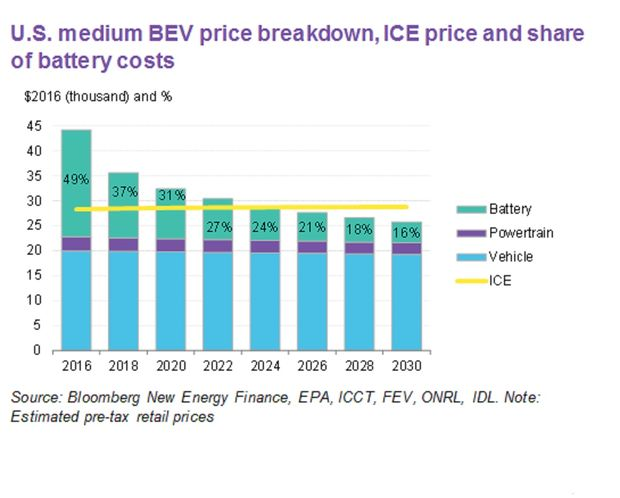 U.S. medium BEV price breakdown, ICE price and share
of battery costs
$2016 (thousand) and %
45
40
35
30
25
20
15
10
5
0
49%
37%
31%
27%
24%
21%
18%
16%
2016 2018 2020 2022 2024 2026 2028 2030
Battery
Powertrain
Vehicle
ICE
Source: Bloomberg New Energy Finance, EPA, ICCT, FEV, ONRL, IDL. Note:
Estimated pre-tax retail prices